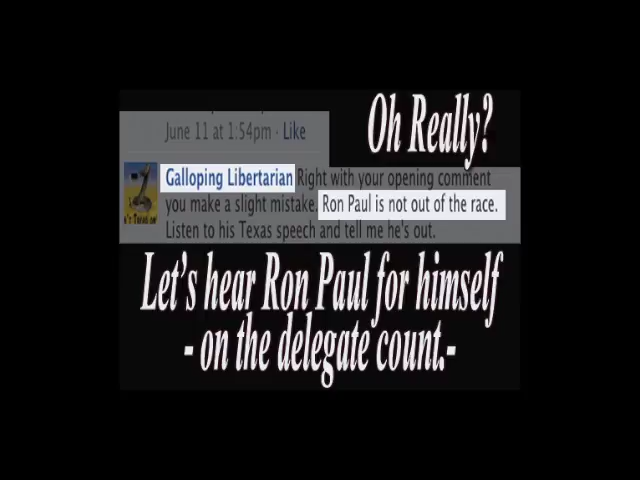 Oh Really?
June 11 at 1:54pm · Like
Galloping Libertarian Right with your opening comment
you make a slight mistake. Ron Paul is not out of the race.
Listen to his Texas speech and tell me he's out.
Let's hear Ron Paul for himself
- on the delegate count.-